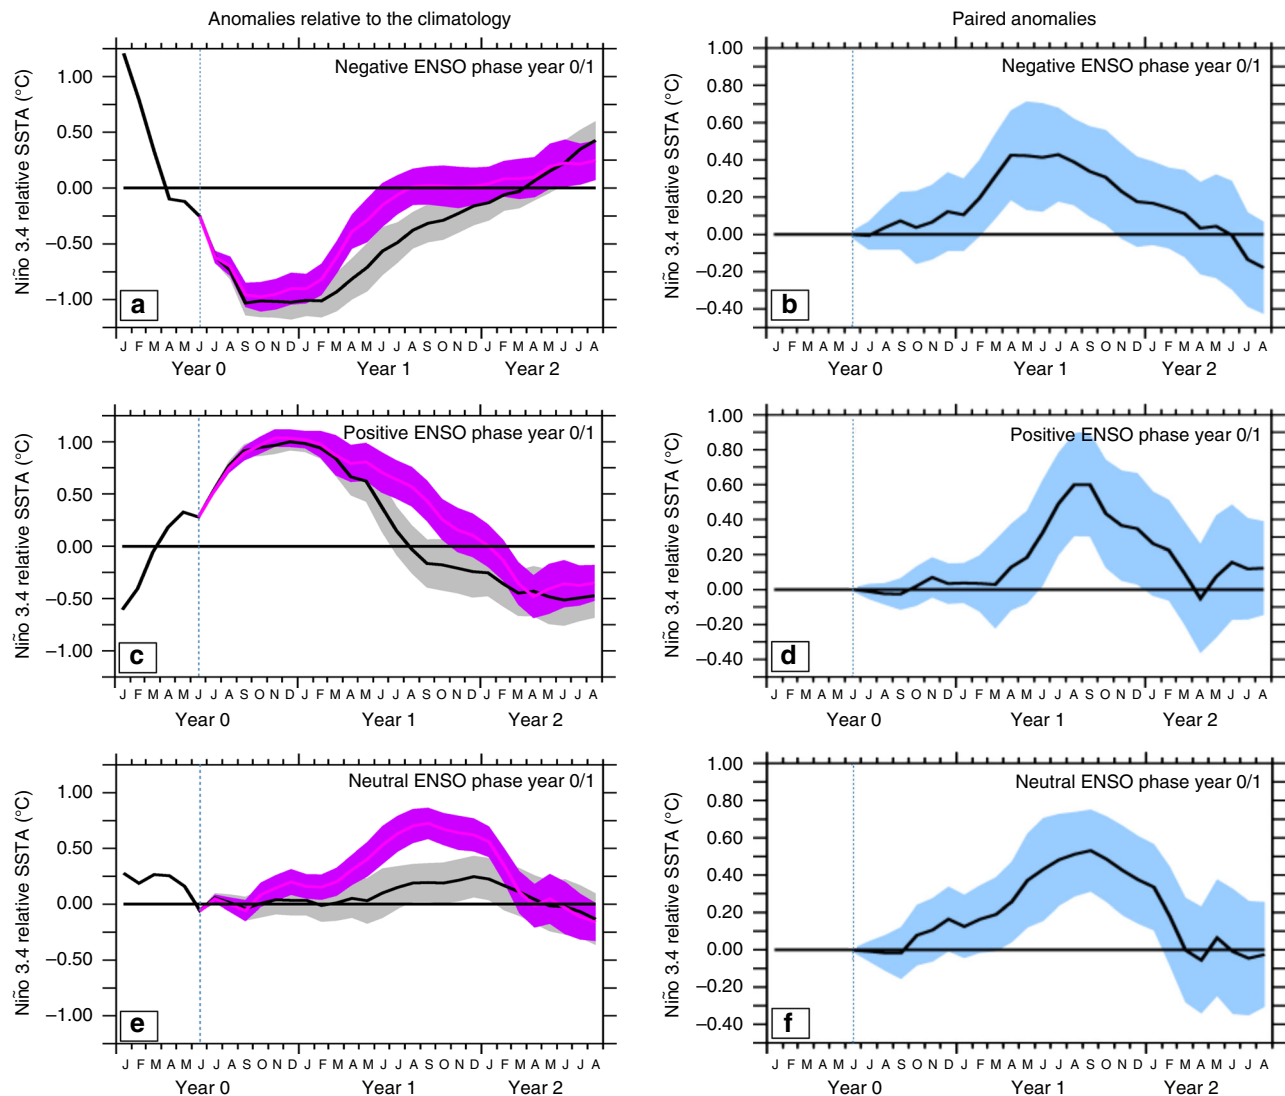 Anomalies relative to the climatology
Paired anomalies
Niño 3.4 relative SSTA (°C)
1.00
0.50
0.00
−0.50
−1.00
Negative ENSO phase year 0/1
a
J F M A M J J A S O N D J F M A M J J A S O N D J F M A M J J A
Year 0 Year 1 Year 2
Niño 3.4 relative SSTA (°C)
1.00
0.80
0.60
0.40
0.20
0.00
−0.20
−0.40
Negative ENSO phase year 0/1
b
J F M A M J J A S O N D J F M A M J J A S O N D J F M A M J J A
Year 0 Year 1 Year 2
Niño 3.4 relative SSTA (°C)
1.00
0.50
0.00
−0.50
−1.00
Positive ENSO phase year 0/1
c
J F M A M J J A S O N D J F M A M J J A S O N D J F M A M J J A
Year 0 Year 1 Year 2
Niño 3.4 relative SSTA (°C)
1.00
0.80
0.60
0.40
0.20
0.00
−0.20
−0.40
Positive ENSO phase year 0/1
d
J F M A M J J A S O N D J F M A M J J A S O N D J F M A M J J A
Year 0 Year 1 Year 2
Niño 3.4 relative SSTA (°C)
1.00
0.50
0.00
−0.50
−1.00
Neutral ENSO phase year 0/1
e
J F M A M J J A S O N D J F M A M J J A S O N D J F M A M J J A
Year 0 Year 1 Year 2
Niño 3.4 relative SSTA (°C)
1.00
0.80
0.60
0.40
0.20
0.00
−0.20
−0.40
Neutral ENSO phase year 0/1
f
J F M A M J J A S O N D J F M A M J J A S O N D J F M A M J J A
Year 0 Year 1 Year 2